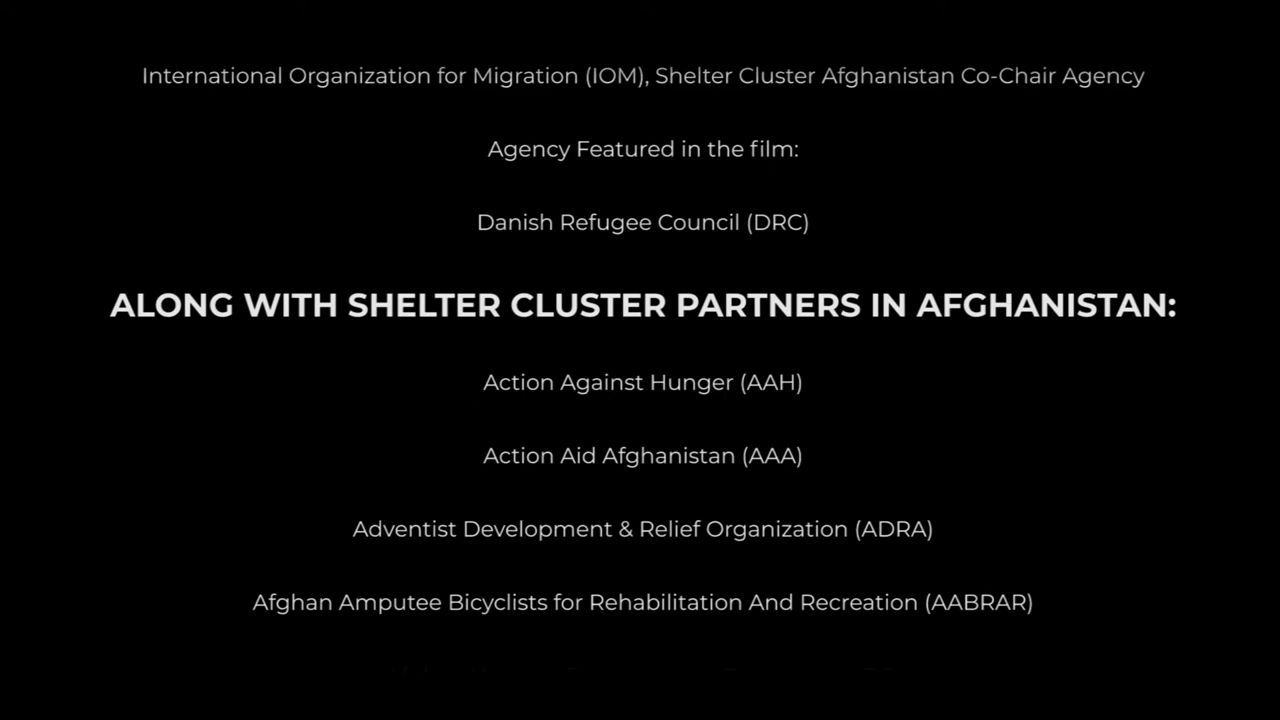 International Organization for Migration (IOM), Shelter Cluster Afghanistan Co-Chair Agency
Agency Featured in the film:
Danish Refugee Council (DRC)
ALONG WITH SHELTER CLUSTER PARTNERS IN AFGHANISTAN:
Action Against Hunger (AAH)
Action Aid Afghanistan (AAA)
Adventist Development & Relief Organization (ADRA)
Afghan Amputee Bicyclists for Rehabilitation And Recreation (AABRAR)